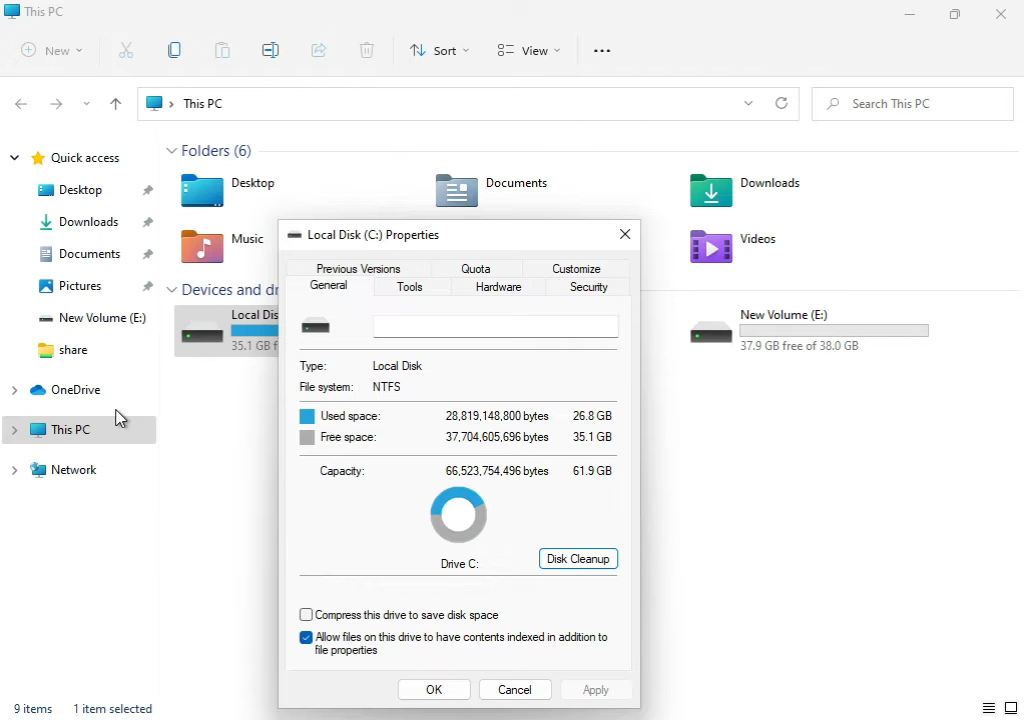 This PC
New
Sort
View
This PC
Search This PC
Quick access
Desktop
Downloads
Documents
Pictures
New Volume (E:)
share
OneDrive
This PC
Network
Folders (6)
Desktop
Documents
Downloads
Music
Videos
Devices and dr
Local Dis
35.1 GB f
New Volume (E:)
37.9 GB free of 38.0 GB
Local Disk (C:) Properties
Previous Versions Quota Customize
General Tools Hardware Security
Type: Local Disk
File system: NTFS
Used space: 28,819,148,800 bytes 26.8 GB
Free space: 37,704,605,696 bytes 35.1 GB
Capacity: 66,523,754,496 bytes 61.9 GB
Drive C:
Disk Cleanup
Compress this drive to save disk space
Allow files on this drive to have contents indexed in addition to
file properties
OK Cancel Apply
9 items 1 item selected